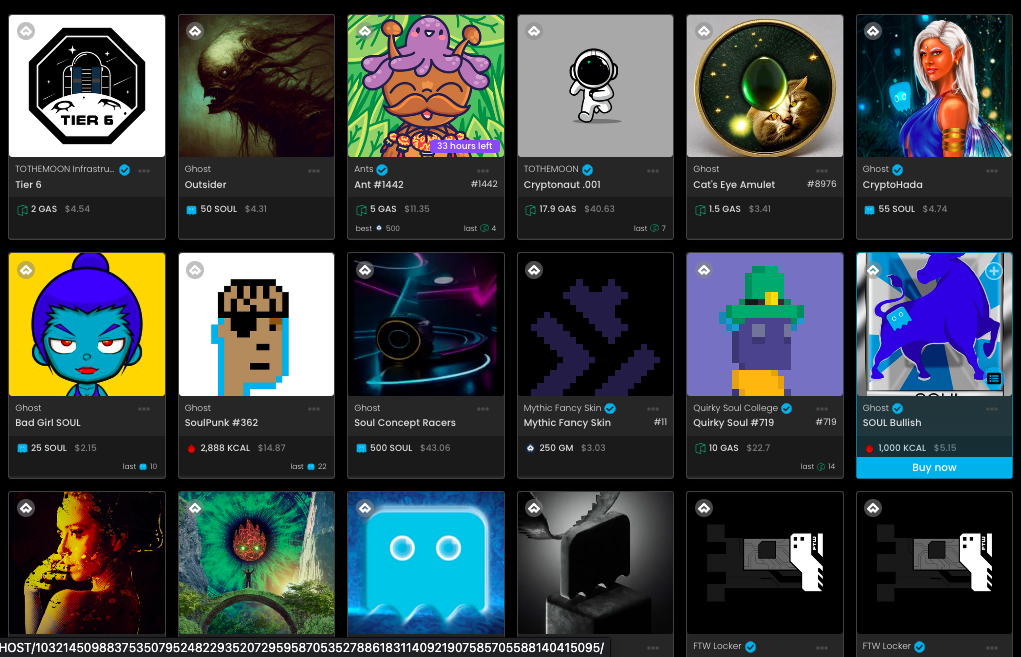 TIER 6
TOTHEMOON Infrastru...
Tier 6
2 GAS $4.54
Ghost
Outsider
50 SOUL $4.31
33 hours left
Ants
Ant #1442 #1442
5 GAS $11.35
best 500 last 4
TOTHEMOON
Cryptonaut .001
17.9 GAS $40.63
last 7
Ghost
Cat's Eye Amulet #8976
1.5 GAS $3.41
Ghost
CryptoHada
55 SOUL $4.74
Ghost
Bad Girl SOUL
25 SOUL $2.15
last 10
Ghost
SoulPunk #362
2,888 KCAL $14.87
last 22
Ghost
Soul Concept Racers
500 SOUL $43.06
Mythic Fancy Skin
Mythic Fancy Skin #11
250 GM $3.03
Quirky Soul College
Quirky Soul #719 #719
10 GAS $22.7
last 14
Ghost
SOUL Bullish
1,000 KCAL $5.15
Buy now
FTW
FTW Locker
FTW
FTW Locker
HOST/103214509883753507952482293520729595870535278861831140921907585705588140415095/